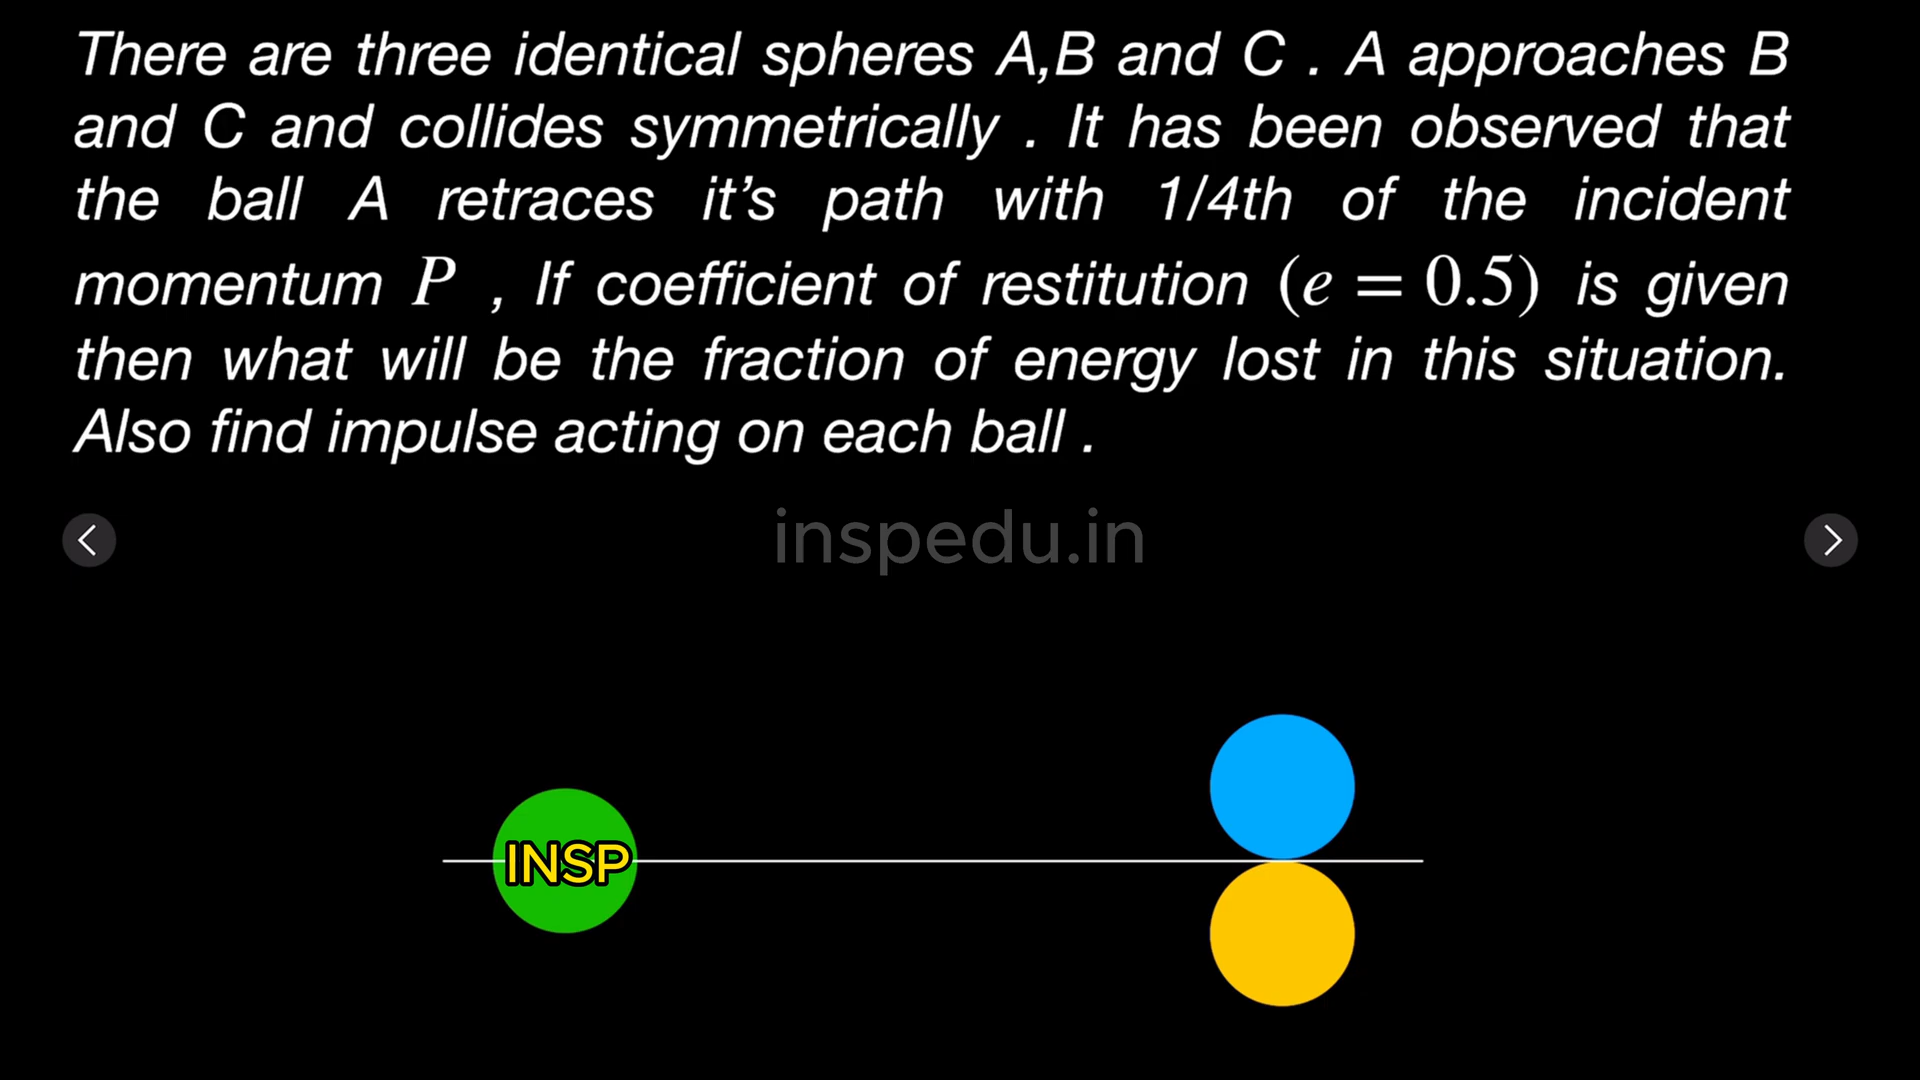 There are three identical spheres A,B and C . A approaches B
and C and collides symmetrically . It has been observed that
the ball A retraces it’s path with 1/4th of the incident
momentum P , If coefficient of restitution (e = 0.5) is given
then what will be the fraction of energy lost in this situation.
Also find impulse acting on each ball .
inspedu.in
INSP